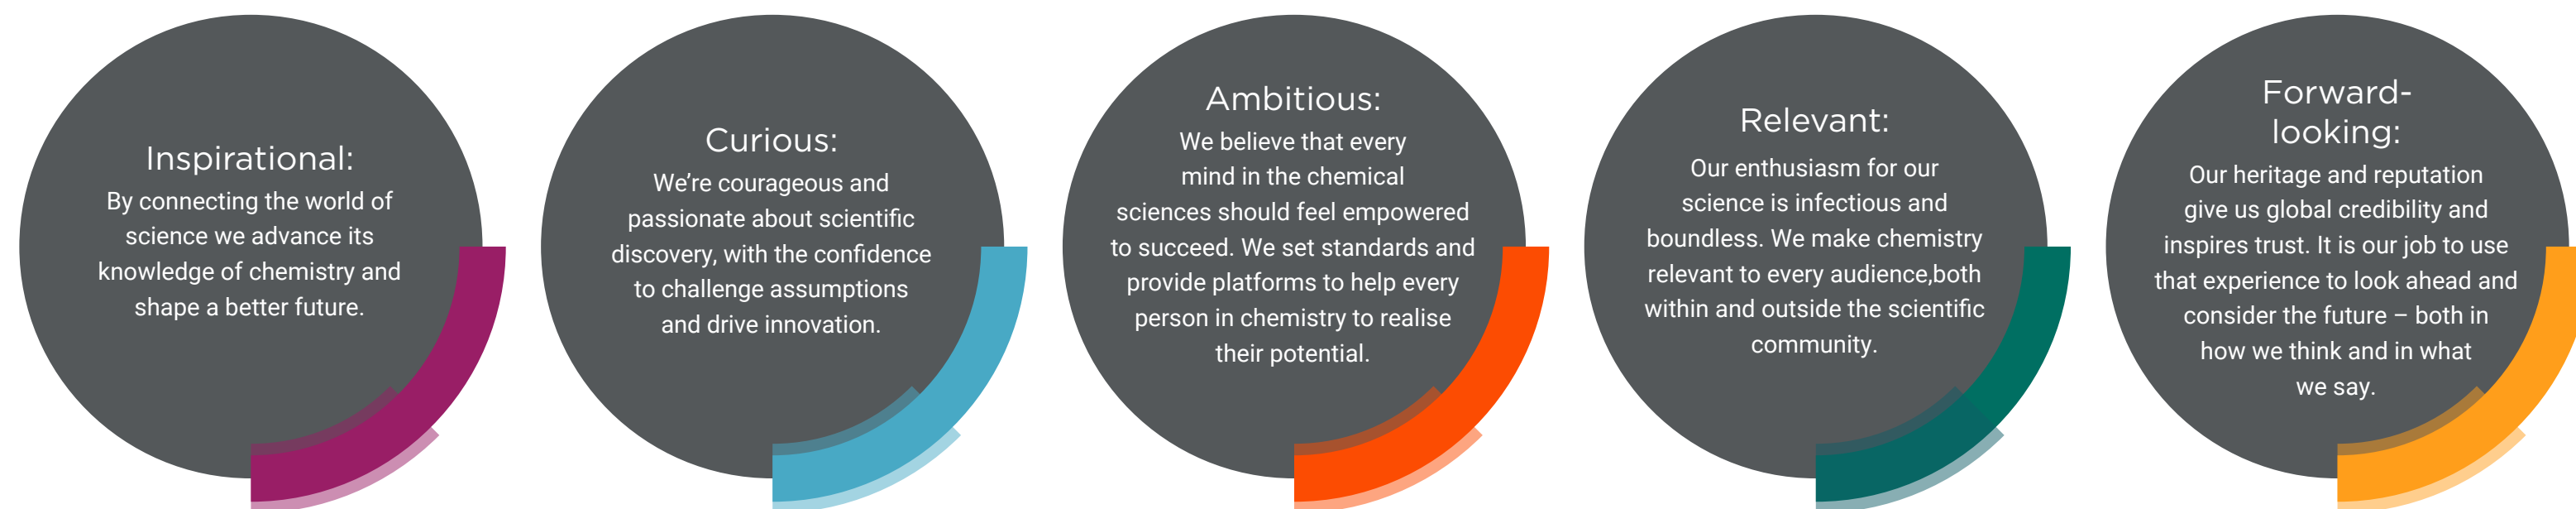 Inspirational:
By connecting the world of
science we advance its
knowledge of chemistry and
shape a better future.
Curious:
We’re courageous and
passionate about scientific
discovery, with the confidence
to challenge assumptions
and drive innovation.
Ambitious:
We believe that every
mind in the chemical
sciences should feel empowered
to succeed. We set standards and
provide platforms to help every
person in chemistry to realise
their potential.
Relevant:
Our enthusiasm for our
science is infectious and
boundless. We make chemistry
relevant to every audience,both
within and outside the scientific
community.
Forward-
looking:
Our heritage and reputation
give us global credibility and
inspires trust. It is our job to use
that experience to look ahead and
consider the future – both in
how we think and in what
we say.